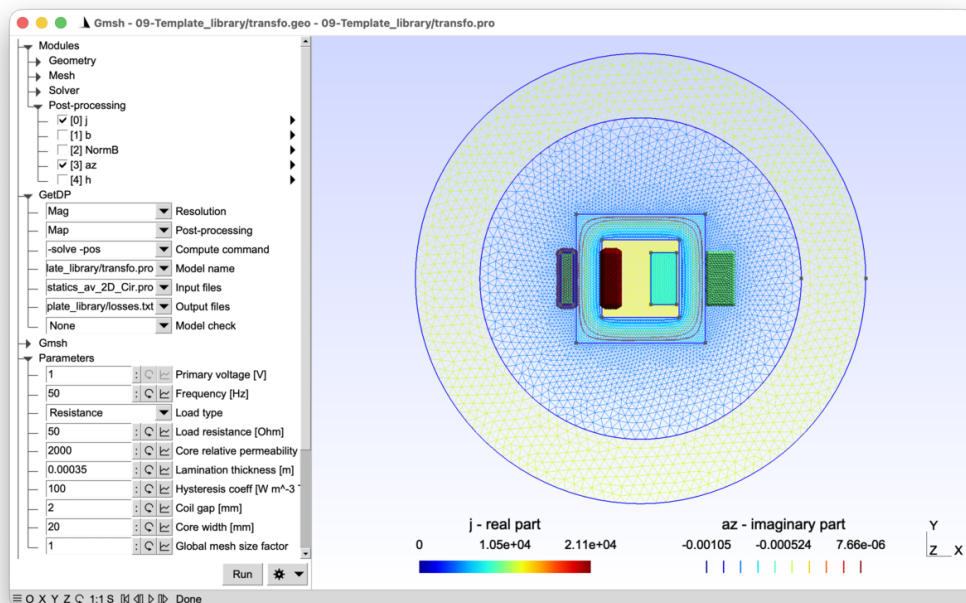 Gmsh - 09-Template_library/transfo.geo - 09-Template_library/transfo.pro
Modules
Geometry
Mesh
Solver
Post-processing
[0] j
[1] b
[2] NormB
[3] az
[4] h
GetDP
Mag Resolution
Map Post-processing
-solve -pos Compute command
late_library/transfo.pro Model name
statics_av_2D_Cir.pro Input files
plate_library/losses.txt Output files
None Model check
Gmsh
Parameters
1 : Primary voltage [V]
50 : Frequency [Hz]
Resistance Load type
50 : Load resistance [Ohm]
2000 : Core relative permeability
0.00035 : Lamination thickness [m]
100 : Hysteresis coeff [W m^-3
2 : Coil gap [mm]
20 : Core width [mm]
1 : Global mesh size factor
Run
j - real part
0 1.05e+04 2.11e+04
az - imaginary part
-0.00105 -0.000524 7.66e-06
Y
Z X
O X Y Z 1:1 S Done